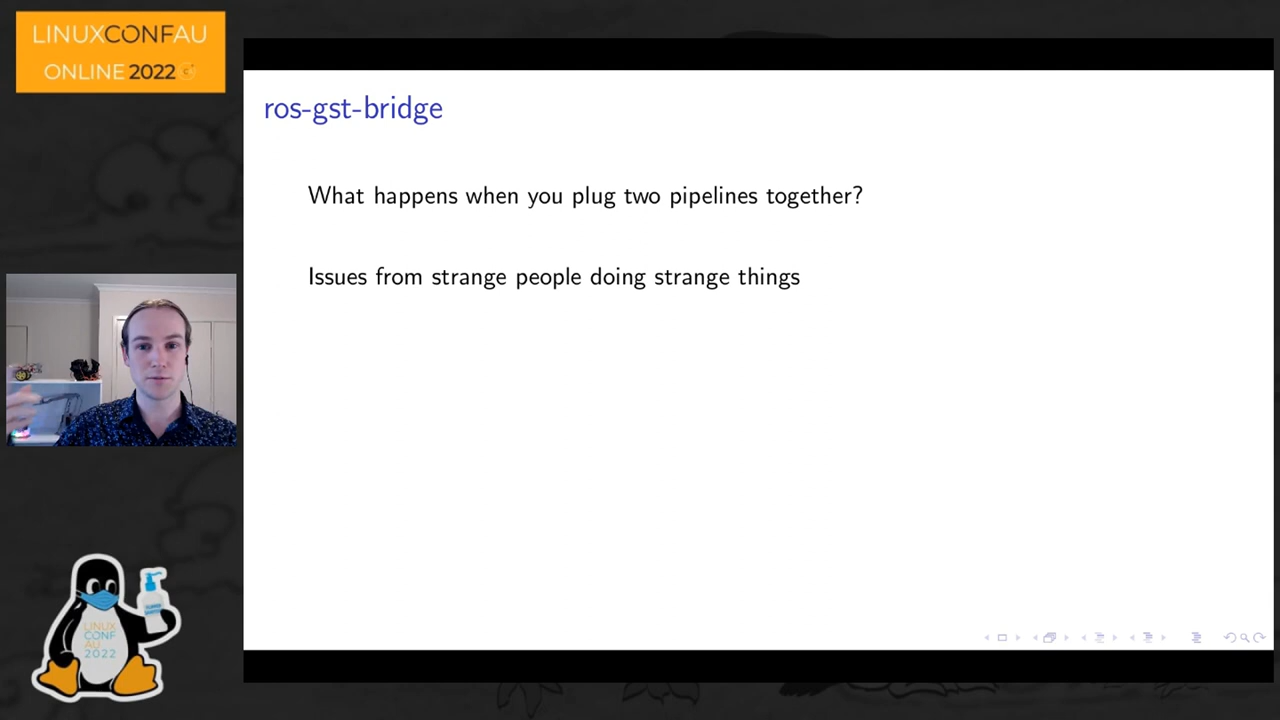 LINUXCONFAU
ONLINE 2022
ros-gst-bridge
What happens when you plug two pipelines together?
Issues from strange people doing strange things
LINUX
CONF
AU
2022